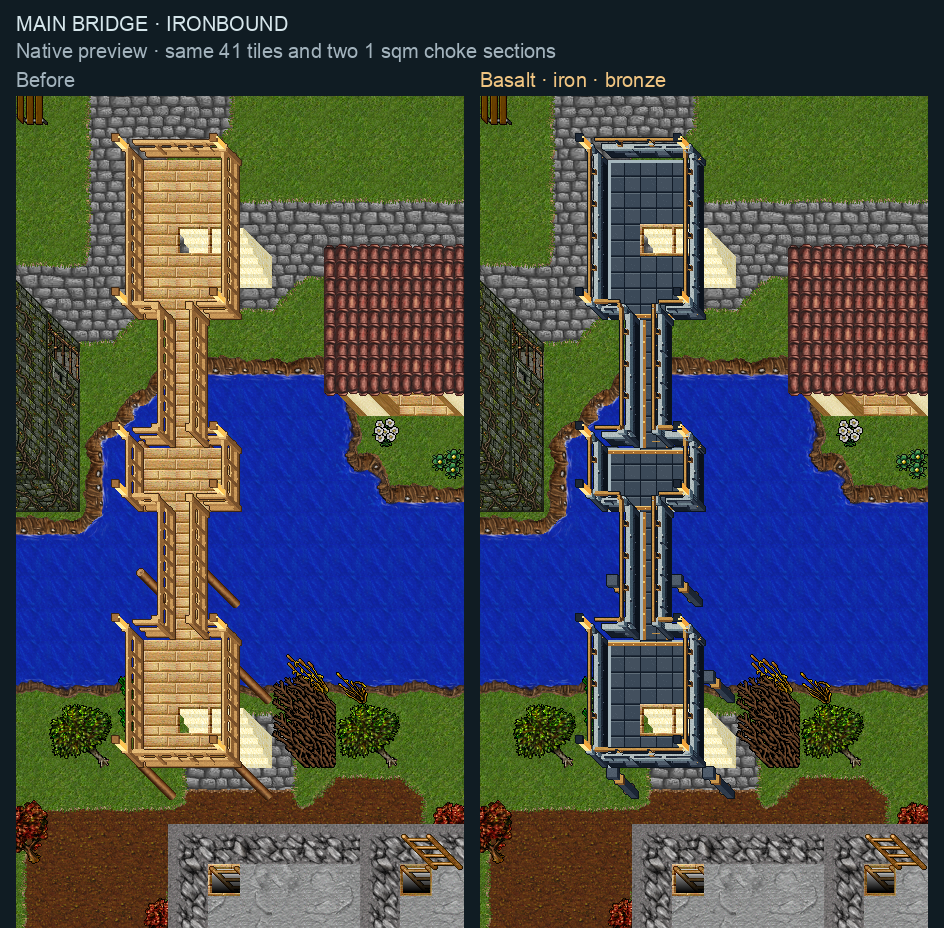 MAIN BRIDGE · IRONBOUND
Native preview · same 41 tiles and two 1 sqm choke sections
Before
Basalt · iron · bronze